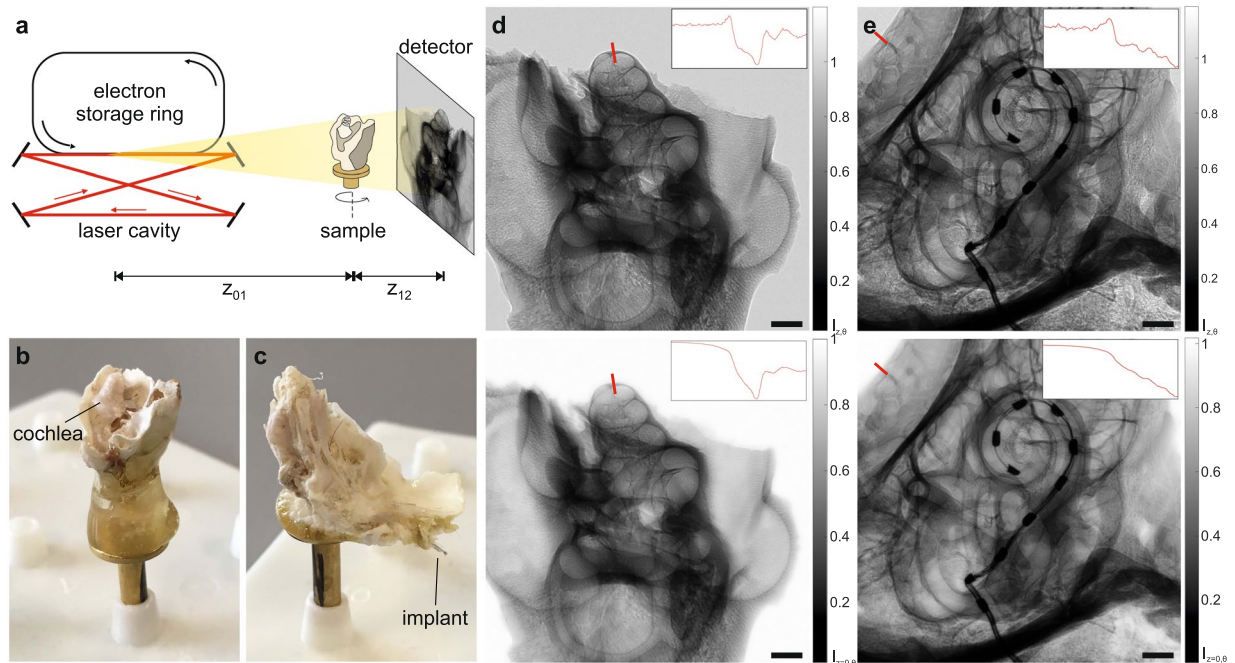 a
detector
electron
storage ring
laser cavity
sample
z01
z12
b
cochlea
c
implant
d
1
0.8
0.6
0.4
0.2
Iz,θ
e
1
0.8
0.6
0.4
0.2
Iz,θ
1
0.8
0.6
0.4
0.2
Iz=0,θ
1
0.8
0.6
0.4
0.2
Iz=0,θ